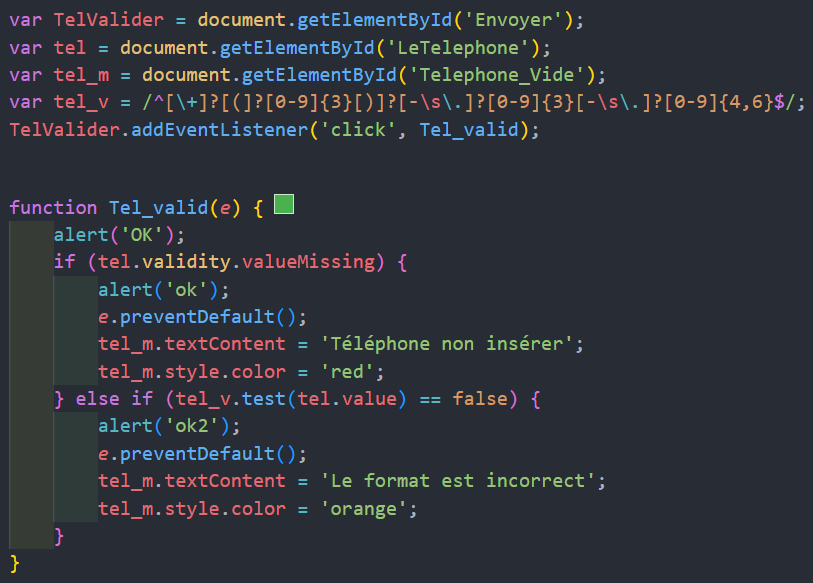 var TelValider = document.getElementById('Envoyer');
var tel = document.getElementById('LeTelephone');
var tel_m = document.getElementById('Telephone_Vide');
var tel_v = /^[\+]?[(]?[0-9]{3}[)]?[-\s\.]?[0-9]{3}[-\s\.]?[0-9]{4,6}$/;
TelValider.addEventListener('click', Tel_valid);
function Tel_valid(e) {
alert('OK');
if (tel.validity.valueMissing) {
alert('ok');
e.preventDefault();
tel_m.textContent = 'Téléphone non insérer';
tel_m.style.color = 'red';
} else if (tel_v.test(tel.value) == false) {
alert('ok2');
e.preventDefault();
tel_m.textContent = 'Le format est incorrect';
tel_m.style.color = 'orange';
}
}